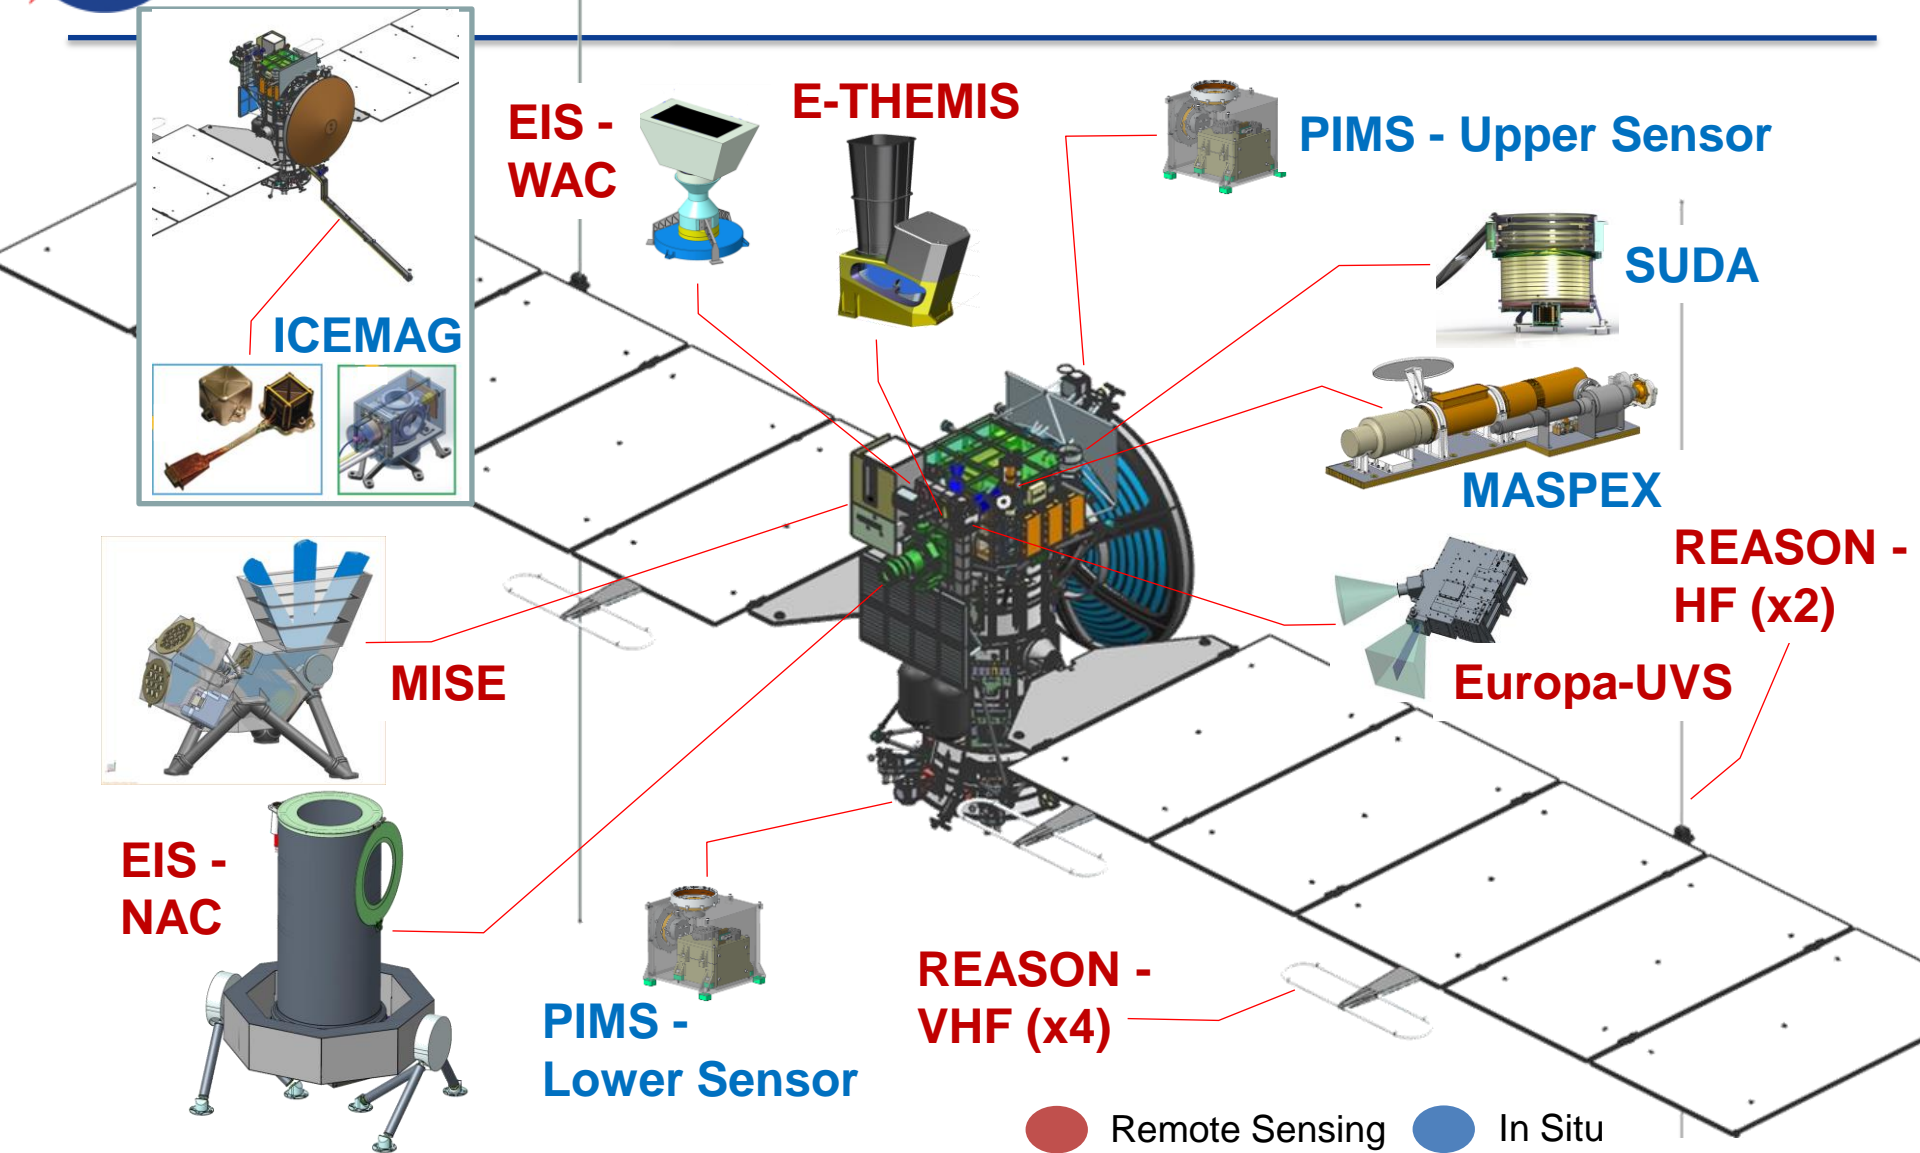 EIS -
WAC
E-THEMIS
PIMS - Upper Sensor
SUDA
ICEMAG
MASPEX
REASON -
HF (x2)
MISE
Europa-UVS
EIS -
NAC
REASON -
VHF (x4)
PIMS -
Lower Sensor
Remote Sensing
In Situ